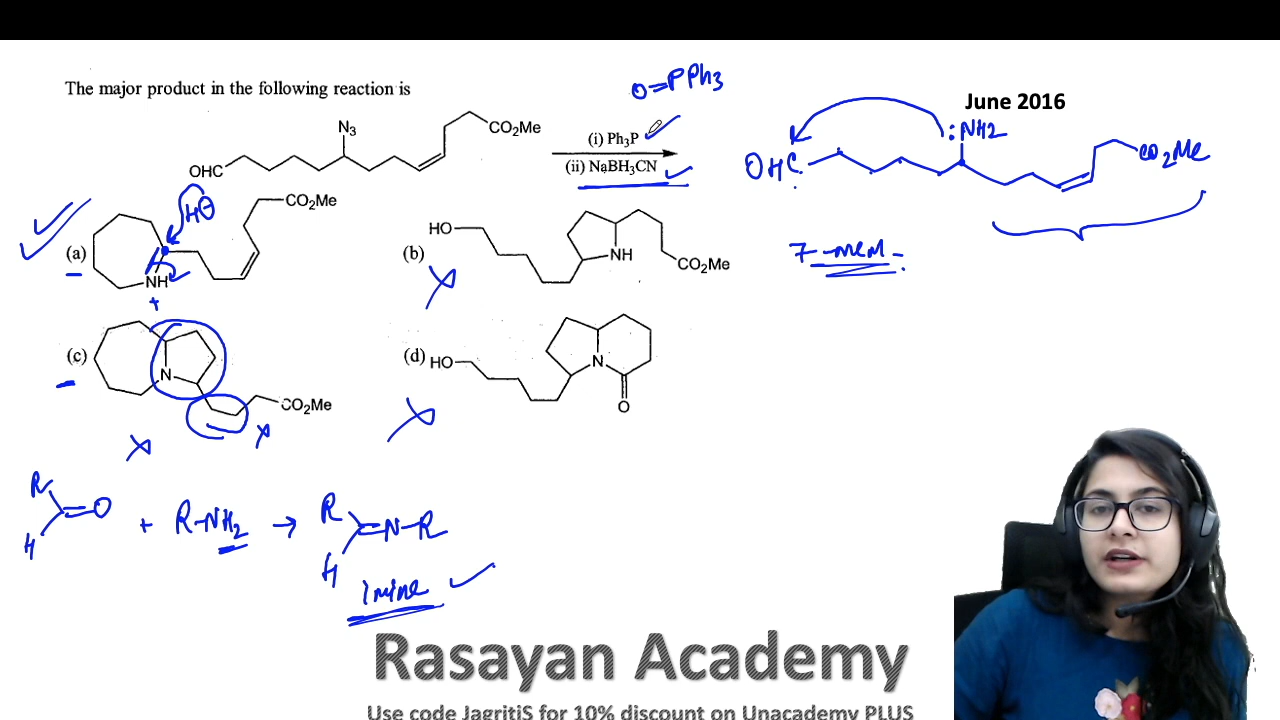 The major product in the following reaction is
O=PPh3
June 2016
N3
CO2Me
OHC
(i) Ph3P
(ii) NaBH3CN
:NH2
OHC
CO2Me
7-mem.
(a)
HΘ
CO2Me
NH
+
(b)
HO
NH
CO2Me
(c)
N
CO2Me
(d)
HO
N
O
R
H
O
+ R-NH2 →
R
H
=N-R
Imine
Rasayan Academy
Use code JagritiS for 10% discount on Unacademy PLUS